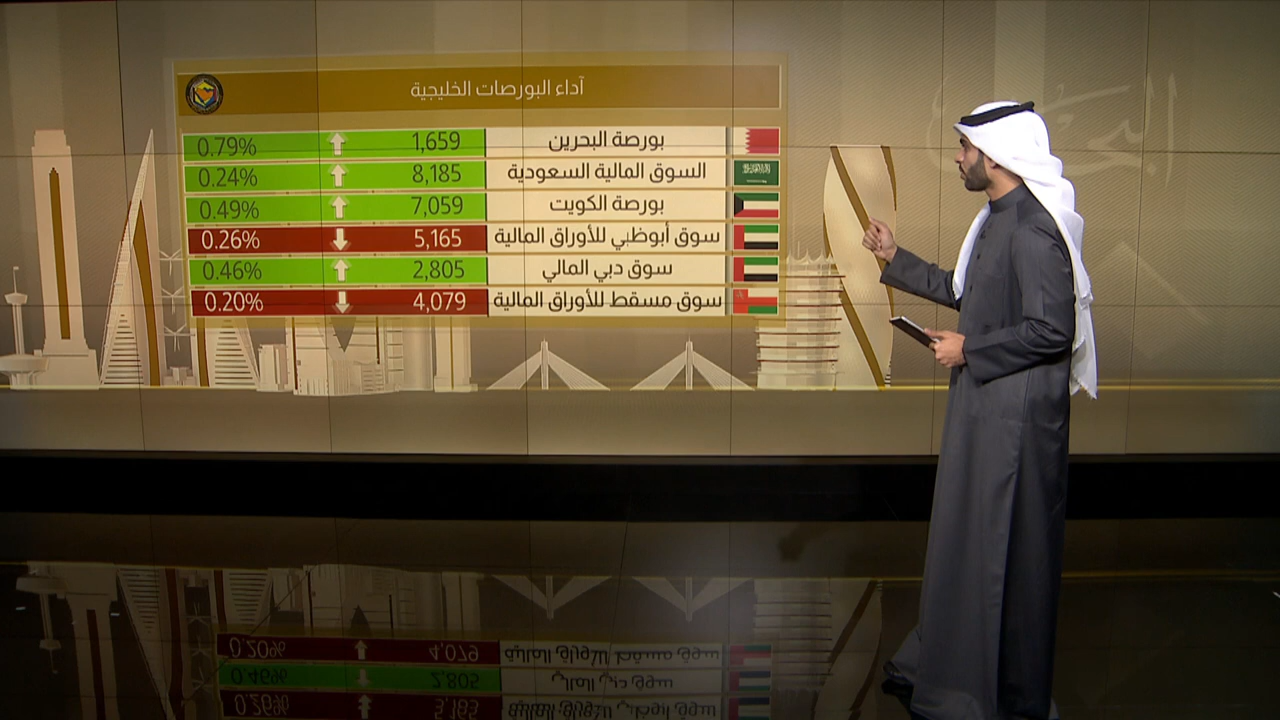 آداء البورصات الخليجية
بورصة البحرين 1,659 0.79%
السوق المالية السعودية 8,185 0.24%
بورصة الكويت 7,059 0.49%
سوق أبوظبي للأوراق المالية 5,165 0.26%
سوق دبي المالي 2,805 0.46%
سوق مسقط للأوراق المالية 4,079 0.20%